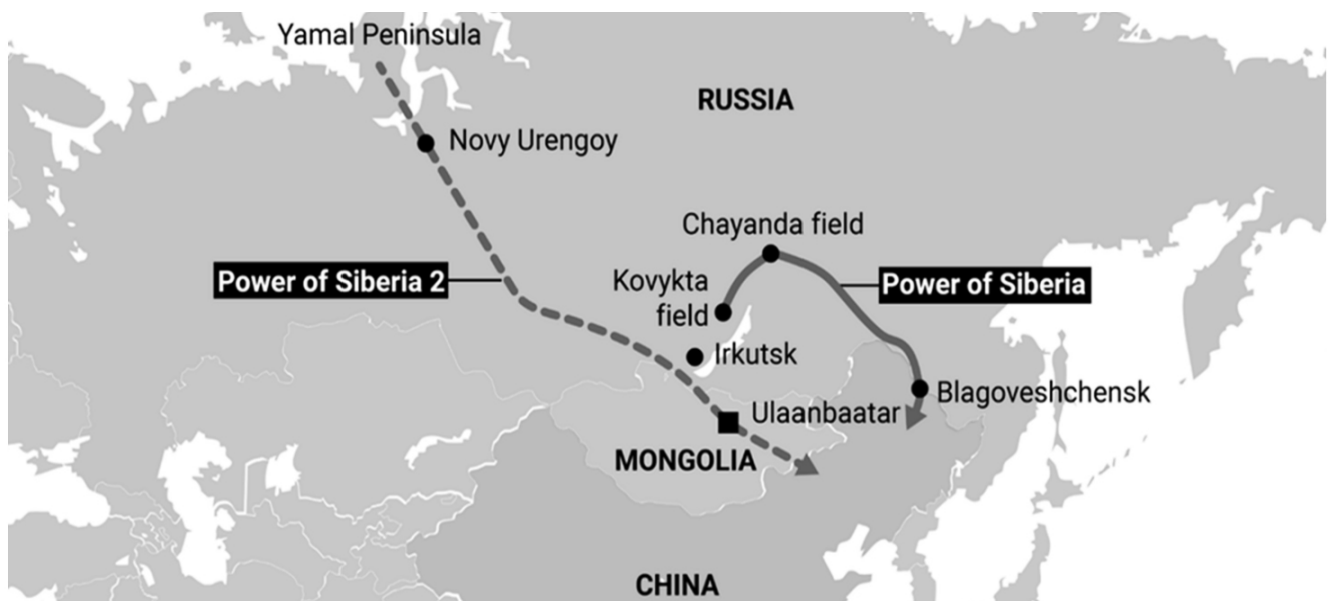 Yamal Peninsula
RUSSIA
Novy Urengoy
Chayanda field
Power of Siberia 2
Kovykta
field
Power of Siberia
Irkutsk
Blagoveshchensk
Ulaanbaatar
MONGOLIA
CHINA